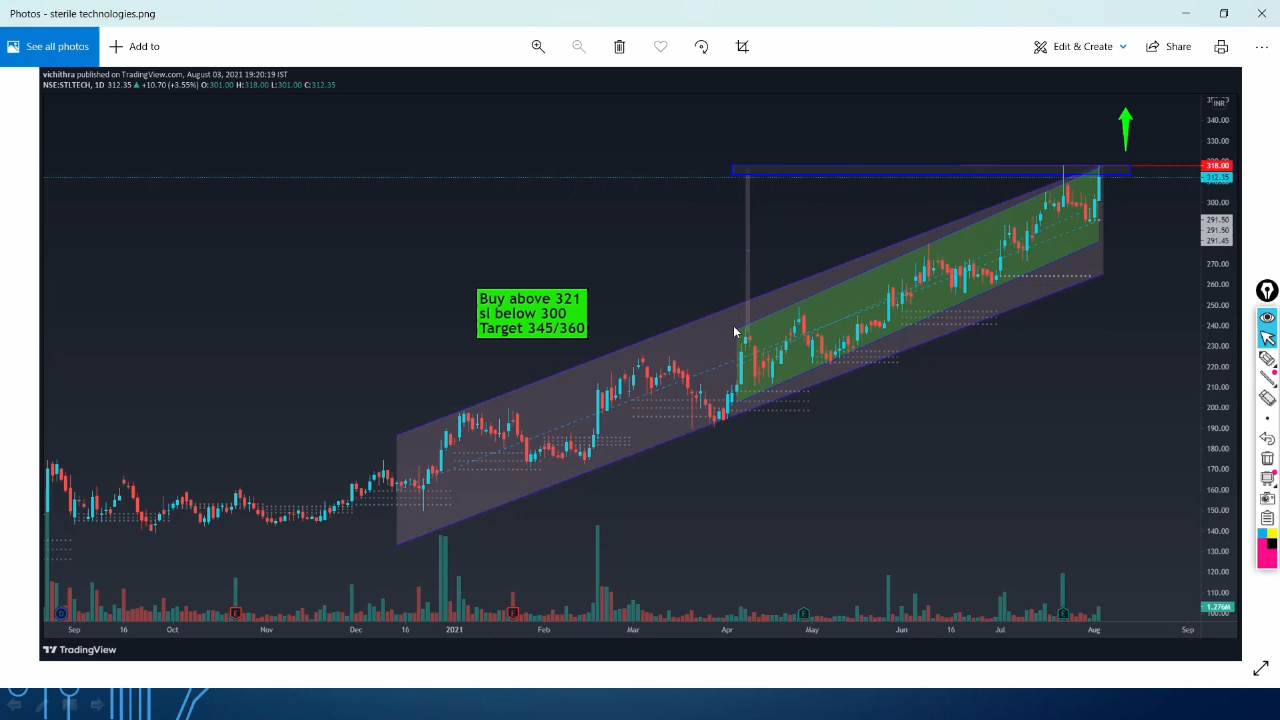 Photos - sterile technologies.png
See all photos
Add to
Edit & Create
Share
vichithra published on TradingView.com, August 03, 2021 19:20:19 IST
NSE:STLTECH, 1D 312.35 ▲ +10.70 (+3.55%) O:301.00 H:318.00 L:301.00 C:312.35
INR
340.00
330.00
318.00
312.35
300.00
291.50
291.50
291.45
270.00
260.00
250.00
240.00
230.00
220.00
210.00
200.00
190.00
180.00
170.00
160.00
150.00
140.00
130.00
120.00
110.00
1.276M
Buy above 321
sl below 300
Target 345/360
D
E
E
E
E
Sep 16 Oct Nov Dec 16 2021 Feb Mar Apr May Jun 16 Jul Aug Sep
TradingView